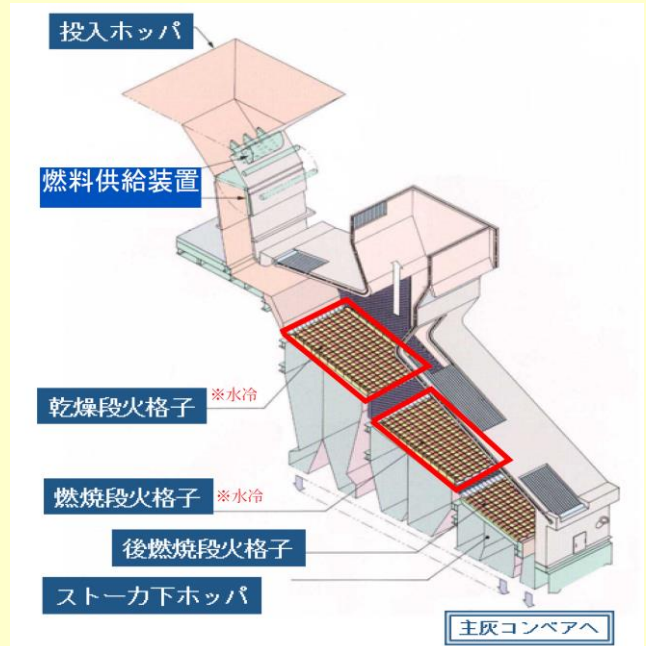 投入ホッパ
燃料供給装置
乾燥段火格子 ※水冷
燃焼段火格子 ※水冷
後燃焼段火格子
ストーカ下ホッパ
主灰コンベアへ